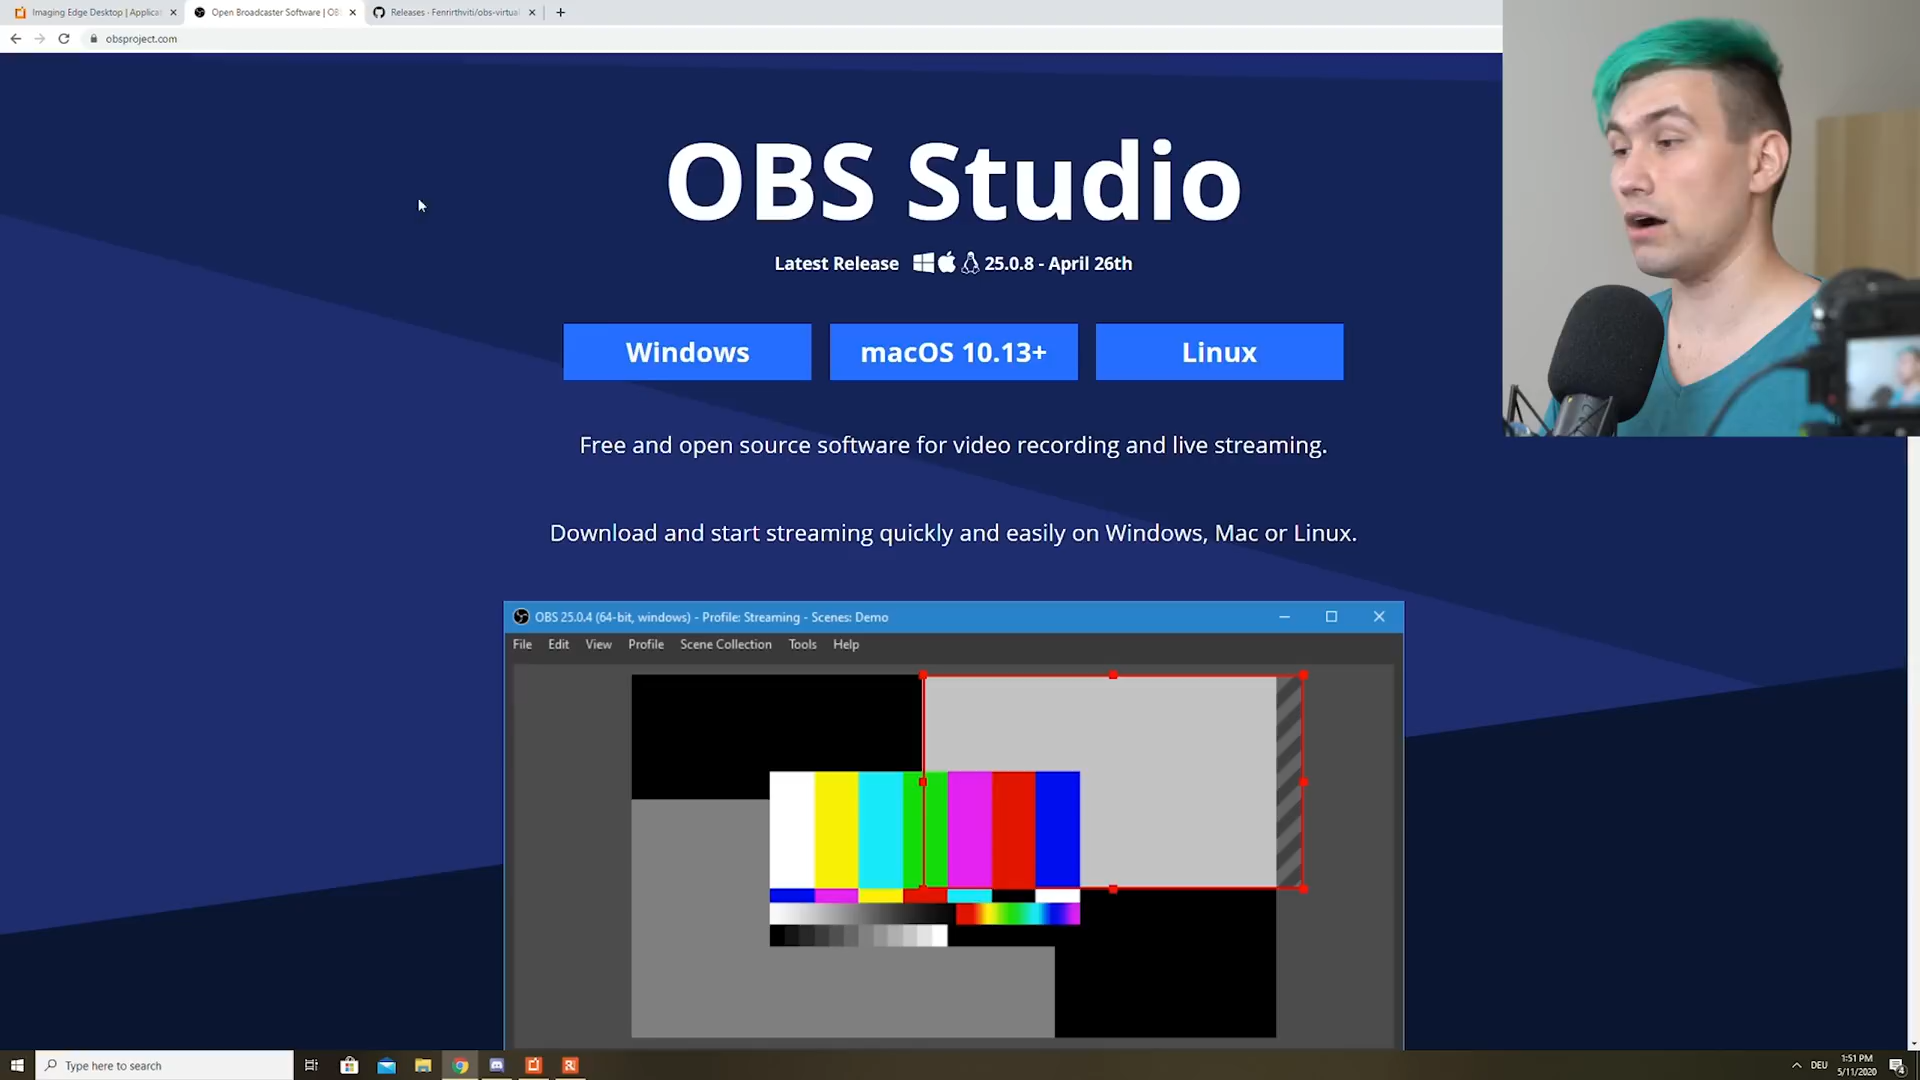 Imaging Edge Desktop | Applica
Open Broadcaster Software | OB
Releases · Fenrirthviti/obs-virtua
obsproject.com
OBS Studio
Latest Release 25.0.8 - April 26th
Windows
macOS 10.13+
Linux
Free and open source software for video recording and live streaming.
Download and start streaming quickly and easily on Windows, Mac or Linux.
OBS 25.0.4 (64-bit, windows) - Profile: Streaming - Scenes: Demo
File Edit View Profile Scene Collection Tools Help
Type here to search
DEU
1:51 PM
5/11/2020